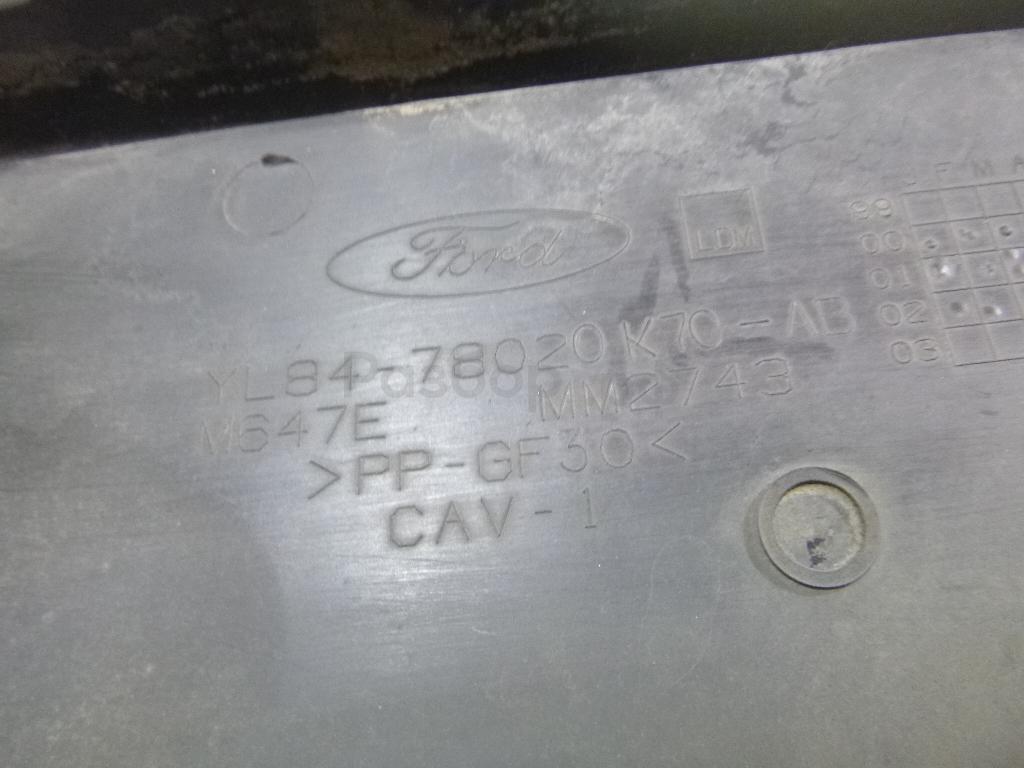 Ford
LDM
F M A
99
00
01
02
03
YL84-78020K70-AB
M647E MM2743
>PP-GF30<
CAV-1